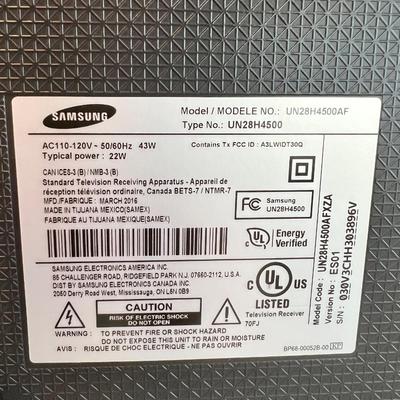 SAMSUNG
Model / MODELE NO.: UN28H4500AF
Type No.: UN28H4500
AC110-120V~ 50/60Hz 43W
Typical power : 22W
Contains Tx FCC ID : A3LWIDT30Q
CAN ICES-3 (B) / NMB-3 (B)
Standard Television Receiving Apparatus - Appareil de
réception télévision ordinaire, Canada BETS-7 / NTMR-7
MFD./FABRIQUE : MARCH 2016
MADE IN TIJUANA MEXICO(SAMEX)
FABRIQUE AU TIJUANA MEXIQUE(SAMEX)
FC Samsung
UN28H4500
UL
Energy
Verified
SAMSUNG ELECTRONICS AMERICA INC.
85 CHALLENGER ROAD, RIDGEFIELD PARK N.J. 07660-2112, U.S.A.
DIST BY SAMSUNG ELECTRONICS CANADA INC.
2050 Derry Road West, Mississauga, ON L5N 0B9
CAUTION
RISK OF ELECTRIC SHOCK
DO NOT OPEN
C UL US
LISTED
Television Receiver
70FJ
WARNING : TO PREVENT FIRE OR SHOCK HAZARD
DO NOT EXPOSE THIS EQUIPMENT TO RAIN OR MOISTURE
AVIS: RISQUE DE CHOC ELECTRIQUE - NE PAS OUVRIR
BP68-00052B-00 KP
Model Code : UN28H4500AFXZA
Version No : ES01
S/N : 030V3CHH303896V